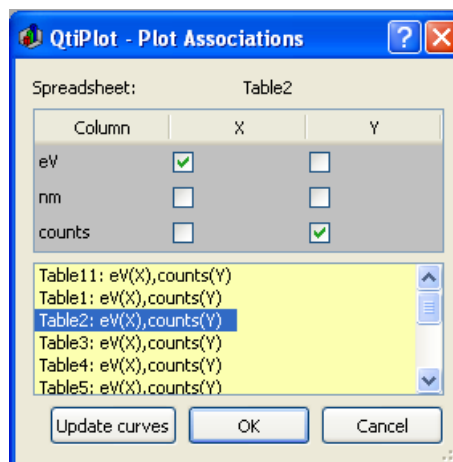 QtiPlot - Plot Associations
Spreadsheet: Table2
Column X Y
eV
nm
counts
Table11: eV(X),counts(Y)
Table1: eV(X),counts(Y)
Table2: eV(X),counts(Y)
Table3: eV(X),counts(Y)
Table4: eV(X),counts(Y)
Table5: eV(X),counts(Y)
Update curves OK Cancel